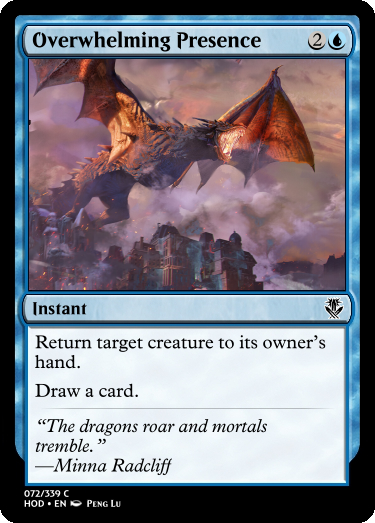 Overwhelming Presence 2
Instant
Return target creature to its owner's
hand.
Draw a card.
"The dragons roar and mortals
tremble."
—Minna Radcliff
072/339 C
HOD • EN Peng Lu